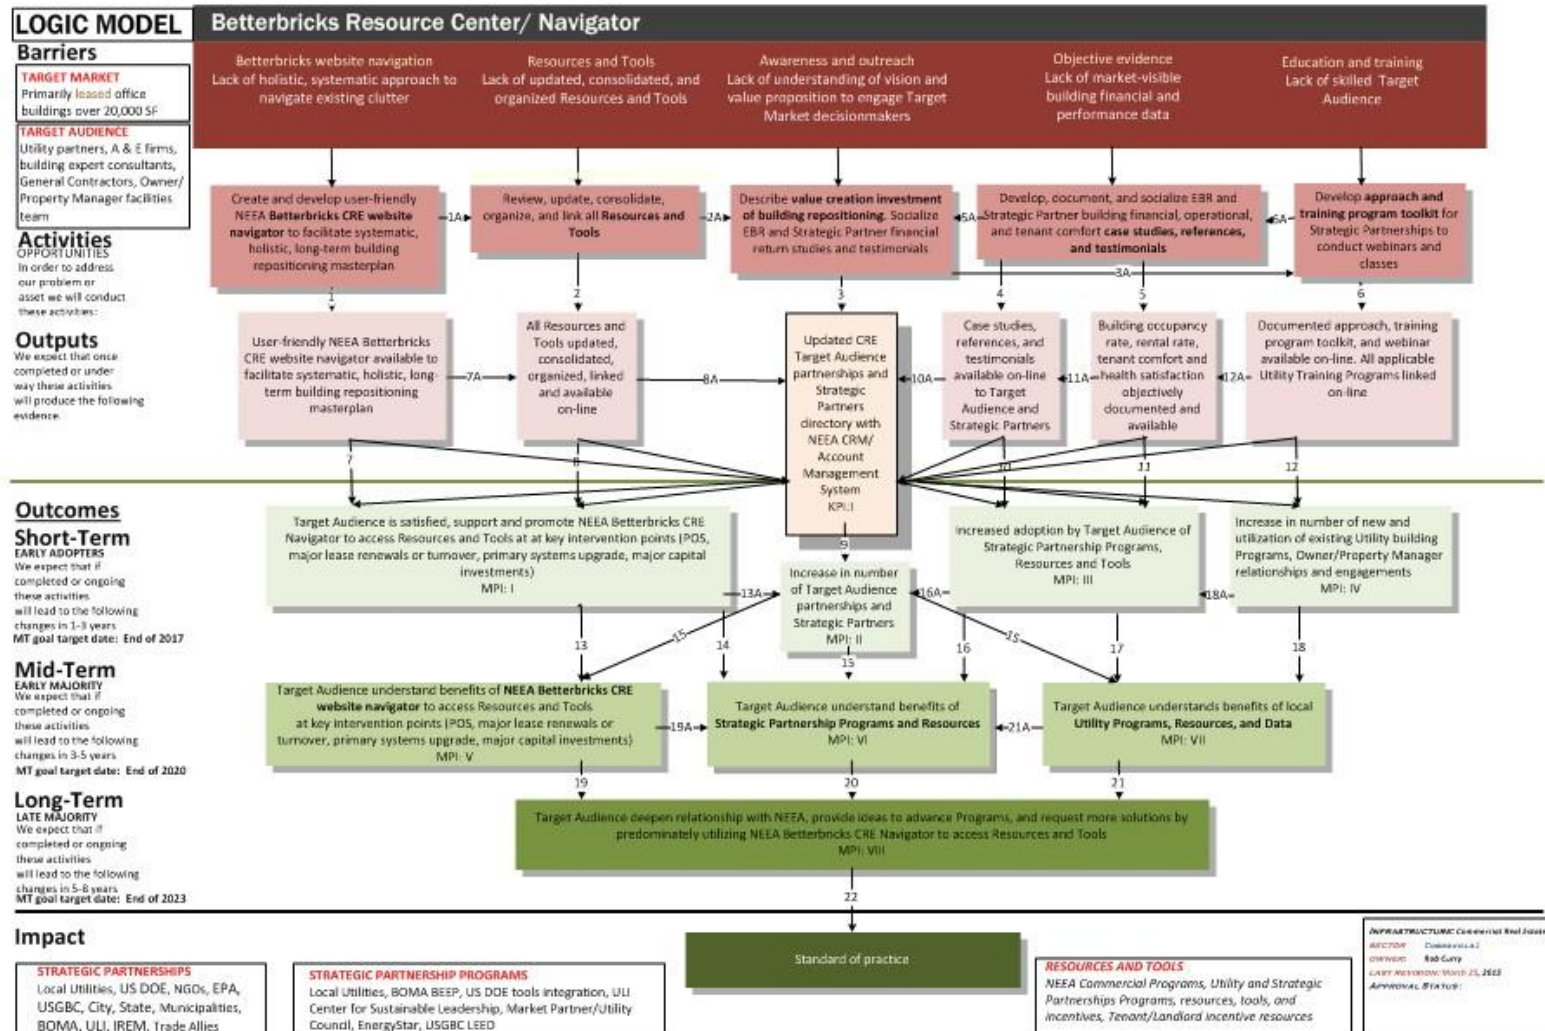 LOGIC MODEL
Betterbricks Resource Center/ Navigator
Barriers
TARGET MARKET
Primarily leased office
buildings over 20,000 SF
TARGET AUDIENCE
Utility partners, A & E firms,
building expert consultants,
General Contractors, Owner/
Property Manager facilities
team
Betterbricks website navigation
Lack of holistic, systematic approach to
navigate existing clutter
Resources and Tools
Lack of updated, consolidated, and
organized Resources and Tools
Awareness and outreach
Lack of understanding of vision and
value proposition to engage Target
Market decisionmakers
Objective evidence
Lack of market-visible
building financial and
performance data
Education and training
Lack of skilled Target
Audience
Activities
OPPORTUNITIES
In order to address
our problem or
asset we will conduct
these activities:
Create and develop user-friendly
NEEA Betterbricks CRE website
navigator to facilitate systematic,
holistic, long-term building
repositioning masterplan
1A
Review, update, consolidate,
organize, and link all Resources and
Tools
2A
Describe value creation investment
of building repositioning. Socialize
EBR and Strategic Partner financial
return studies and testimonials
5A
Develop, document, and socialize EBR and
Strategic Partner building financial, operational,
and tenant comfort case studies, references,
and testimonials
6A
Develop approach and
training program toolkit for
Strategic Partnerships to
conduct webinars and
classes
3A
1
2
3
4
5
6
Outputs
We expect that once
completed or under
way these activities
will produce the following
evidence.
User-friendly NEEA Betterbricks
CRE website navigator available to
facilitate systematic, holistic, long-
term building repositioning
masterplan
7A
All Resources and
Tools updated,
consolidated,
organized, linked
and available
on-line
8A
Updated CRE
Target Audience
partnerships and
Strategic
Partners
directory with
NEEA CRM/
Account
Management
System
KPI:I
10A
Case studies,
references, and
testimonials
available on-line
to Target
Audience and
Strategic Partners
11A
Building occupancy
rate, rental rate,
tenant comfort and
health satisfaction
objectively
documented and
available
12A
Documented approach, training
program toolkit, and webinar
available on-line. All applicable
Utility Training Programs linked
on-line
7
8
10
11
12
Outcomes
Short-Term
EARLY ADOPTERS
We expect that if
completed or ongoing
these activities
will lead to the following
changes in 1-3 years
MT goal target date: End of 2017
Target Audience is satisfied, support and promote NEEA Betterbricks CRE
Navigator to access Resources and Tools at at key intervention points (POS,
major lease renewals or turnover, primary systems upgrade, major capital
investments)
MPI: I
9
13A
Increase in number
of Target Audience
partnerships and
Strategic Partners
MPI: II
16A
Increased adoption by Target Audience of
Strategic Partnership Programs,
Resources and Tools
MPI: III
18A
Increase in number of new and
utilization of existing Utility building
Programs, Owner/Property Manager
relationships and engagements
MPI: IV
13
15
14
15
16
15
17
18
Mid-Term
EARLY MAJORITY
We expect that if
completed or ongoing
these activities
will lead to the following
changes in 3-5 years
MT goal target date: End of 2020
Target Audience understand benefits of NEEA Betterbricks CRE
website navigator to access Resources and Tools
at key intervention points (POS, major lease renewals or
turnover, primary systems upgrade, major capital investments)
MPI: V
19A
Target Audience understand benefits of
Strategic Partnership Programs and Resources
MPI: VI
21A
Target Audience understands benefits of local
Utility Programs, Resources, and Data
MPI: VII
19
20
21
Long-Term
LATE MAJORITY
We expect that if
completed or ongoing
these activities
will lead to the following
changes in 5-8 years
MT goal target date: End of 2023
Target Audience deepen relationship with NEEA, provide ideas to advance Programs, and request more solutions by
predominately utilizing NEEA Betterbricks CRE Navigator to access Resources and Tools
MPI: VIII
22
Impact
Standard of practice
STRATEGIC PARTNERSHIPS
Local Utilities, US DOE, NGOs, EPA,
USGBC, City, State, Municipalities,
BOMA, ULI, IREM, Trade Allies
STRATEGIC PARTNERSHIP PROGRAMS
Local Utilities, BOMA BEEP, US DOE tools integration, ULI
Center for Sustainable Leadership, Market Partner/Utility
Council, EnergyStar, USGBC LEED
RESOURCES AND TOOLS
NEEA Commercial Programs, Utility and Strategic
Partnerships Programs, resources, tools, and
incentives, Tenant/Landlord incentive resources
INFRASTRUCTURE: Commercial Real Estate
SECTOR: Commercial
OWNER: Rob Curry
LAST REVISION: March 25, 2015
APPROVAL STATUS: